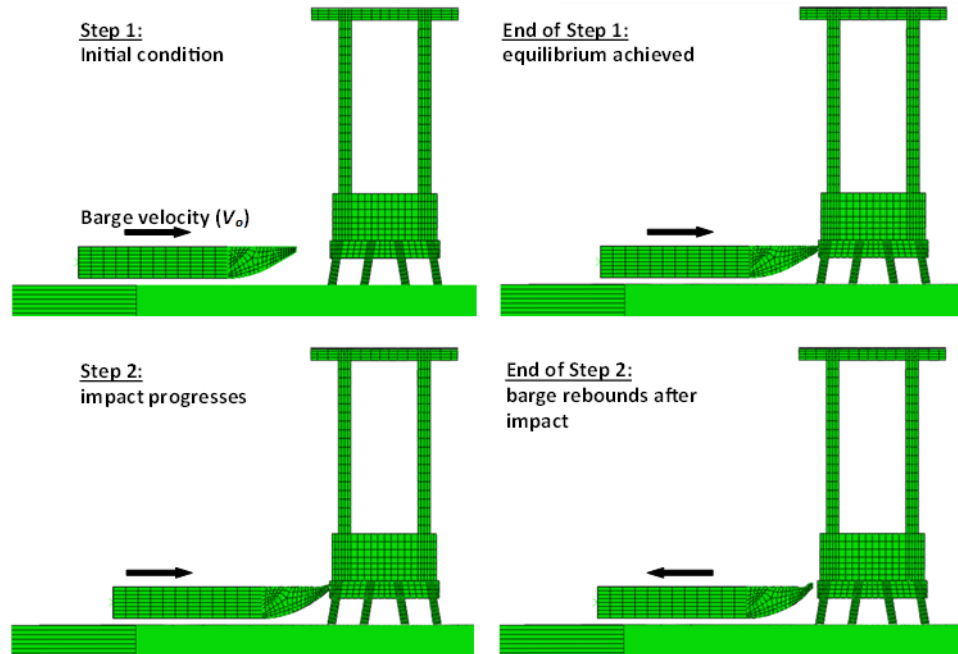 Step 1:
Initial condition
Barge velocity (Vo)
End of Step 1:
equilibrium achieved
Step 2:
impact progresses
End of Step 2:
barge rebounds after
impact